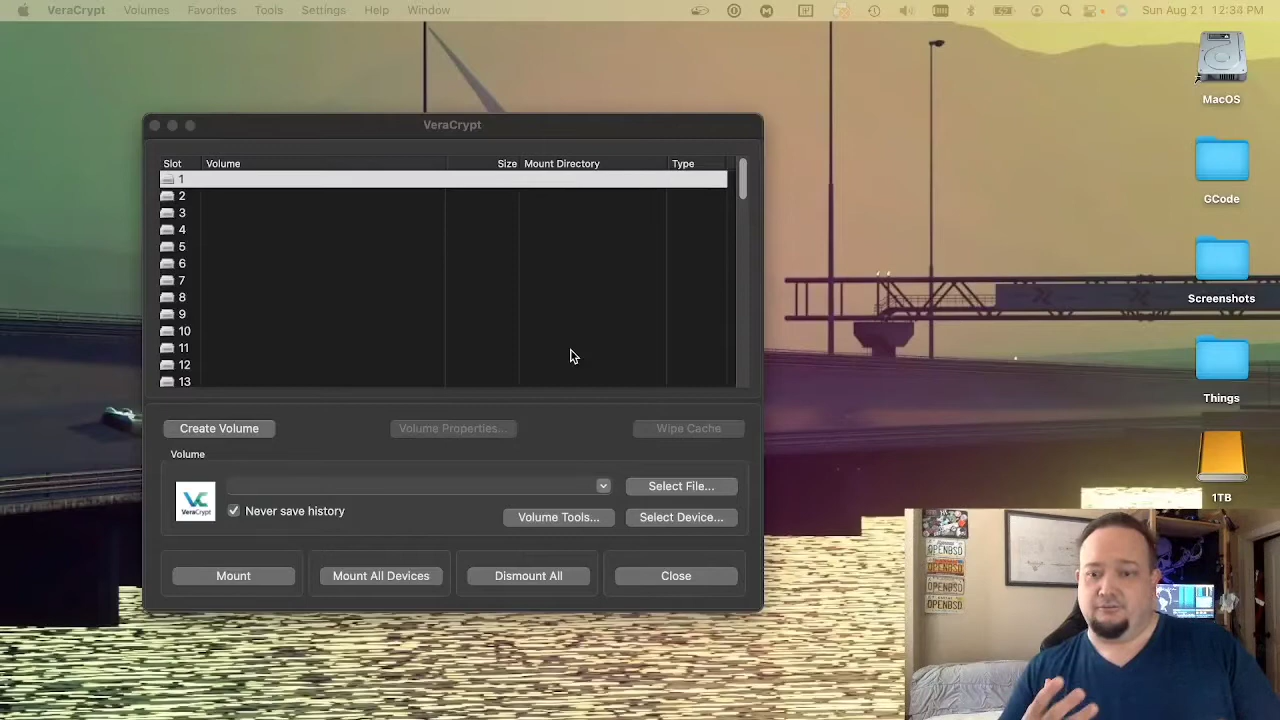 VeraCrypt Volumes Favorites Tools Settings Help Window Sun Aug 21 12:34 PM
MacOS
GCode
Screenshots
Things
1TB
VeraCrypt
Slot Volume Size Mount Directory Type
1
2
3
4
5
6
7
8
9
10
11
12
13
Create Volume Volume Properties... Wipe Cache
Volume
VC
VeraCrypt
Select File...
Never save history
Volume Tools... Select Device...
Mount Mount All Devices Dismount All Close
OPENBSD
OPENBSD
OPENBSD
OPENBSD